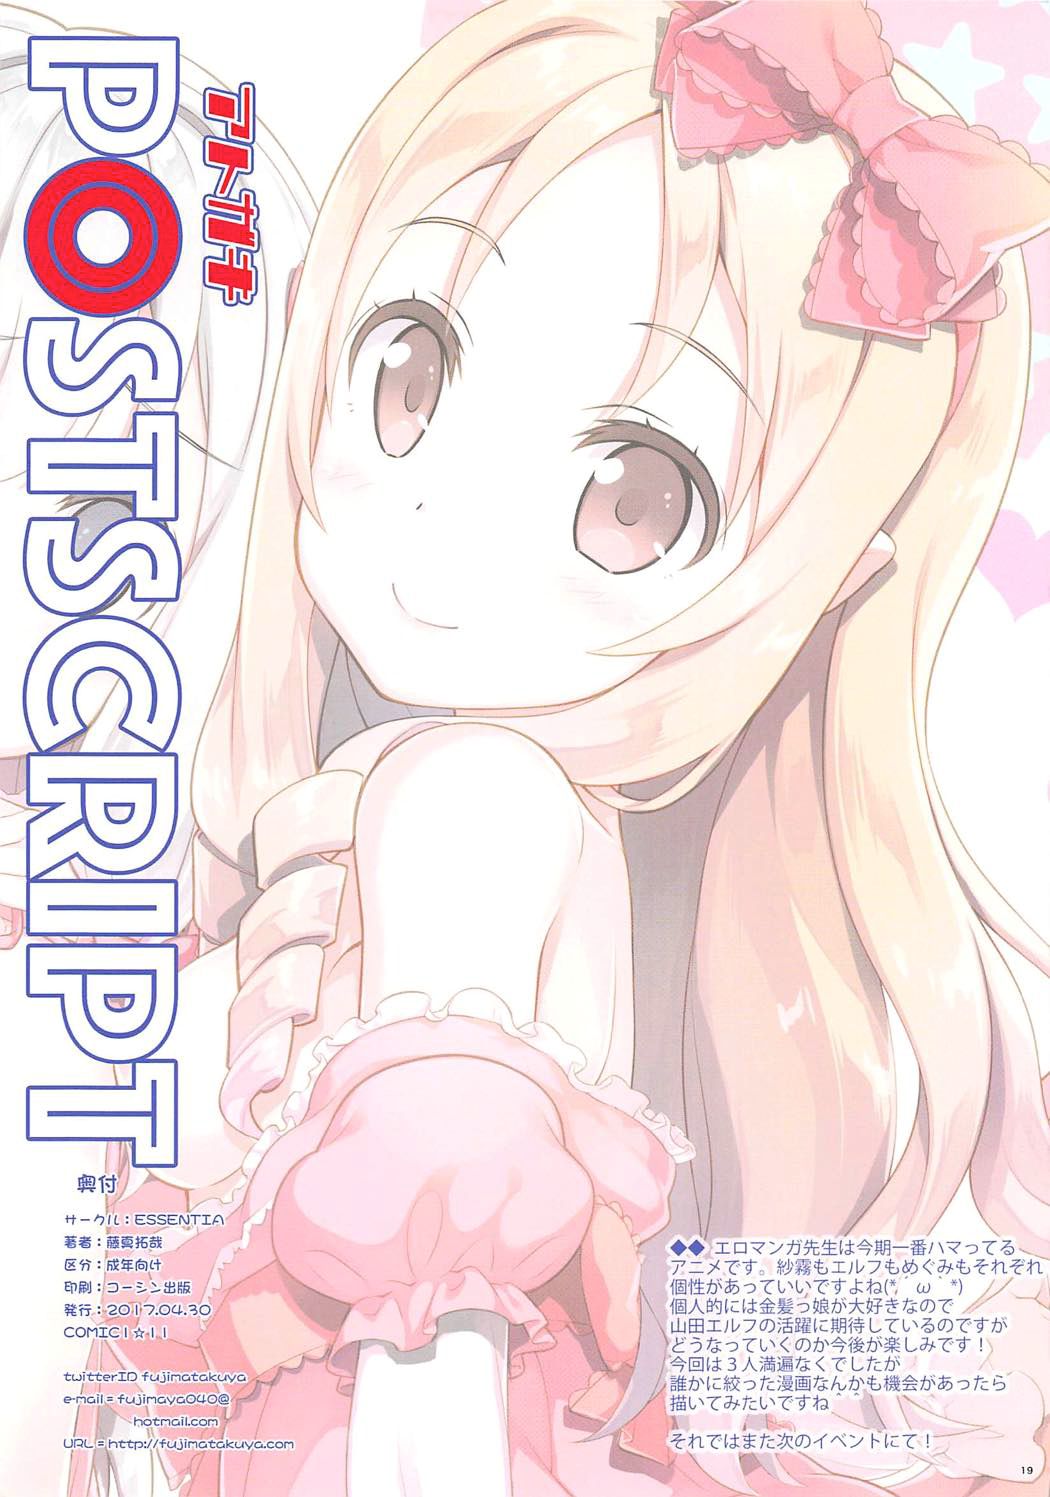 POSTSCRIPT
アトガキ
奥付
サークル：ESSENTIA
著者：藤真拓哉
区分：成年向け
印刷：コーシン出版
発行：2017.04.30
COMIC1☆11
twitterID fujimatakuya
e-mail = fujimaya040@
hotmail.com
URL = http://fujimatakuya.com
◆◆ エロマンガ先生は今期一番ハマってる
アニメです。紗霧もエルフもめぐみもそれぞれ
個性があっていいですよね(*´ω｀*)
個人的には金髪っ娘が大好きなので
山田エルフの活躍に期待しているのですが
どうなっていくのか今後が楽しみです！
今回は３人満遍なくでしたが
誰かに絞った漫画なんかも機会があったら
描いてみたいですね＾＾
それではまた次のイベントにて！
19